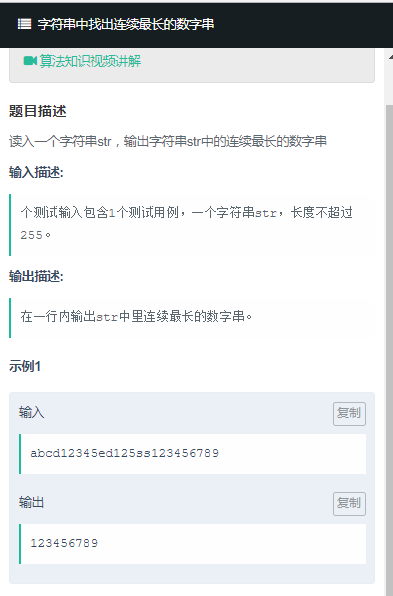 字符串中找出连续最长的数字串
算法知识视频讲解
题目描述
读入一个字符串str，输出字符串str中的连续最长的数字串
输入描述:
个测试输入包含1个测试用例，一个字符串str，长度不超过
255。
输出描述:
在一行内输出str中里连续最长的数字串。
示例1
输入
复制
abcd12345ed125ss123456789
输出
复制
123456789